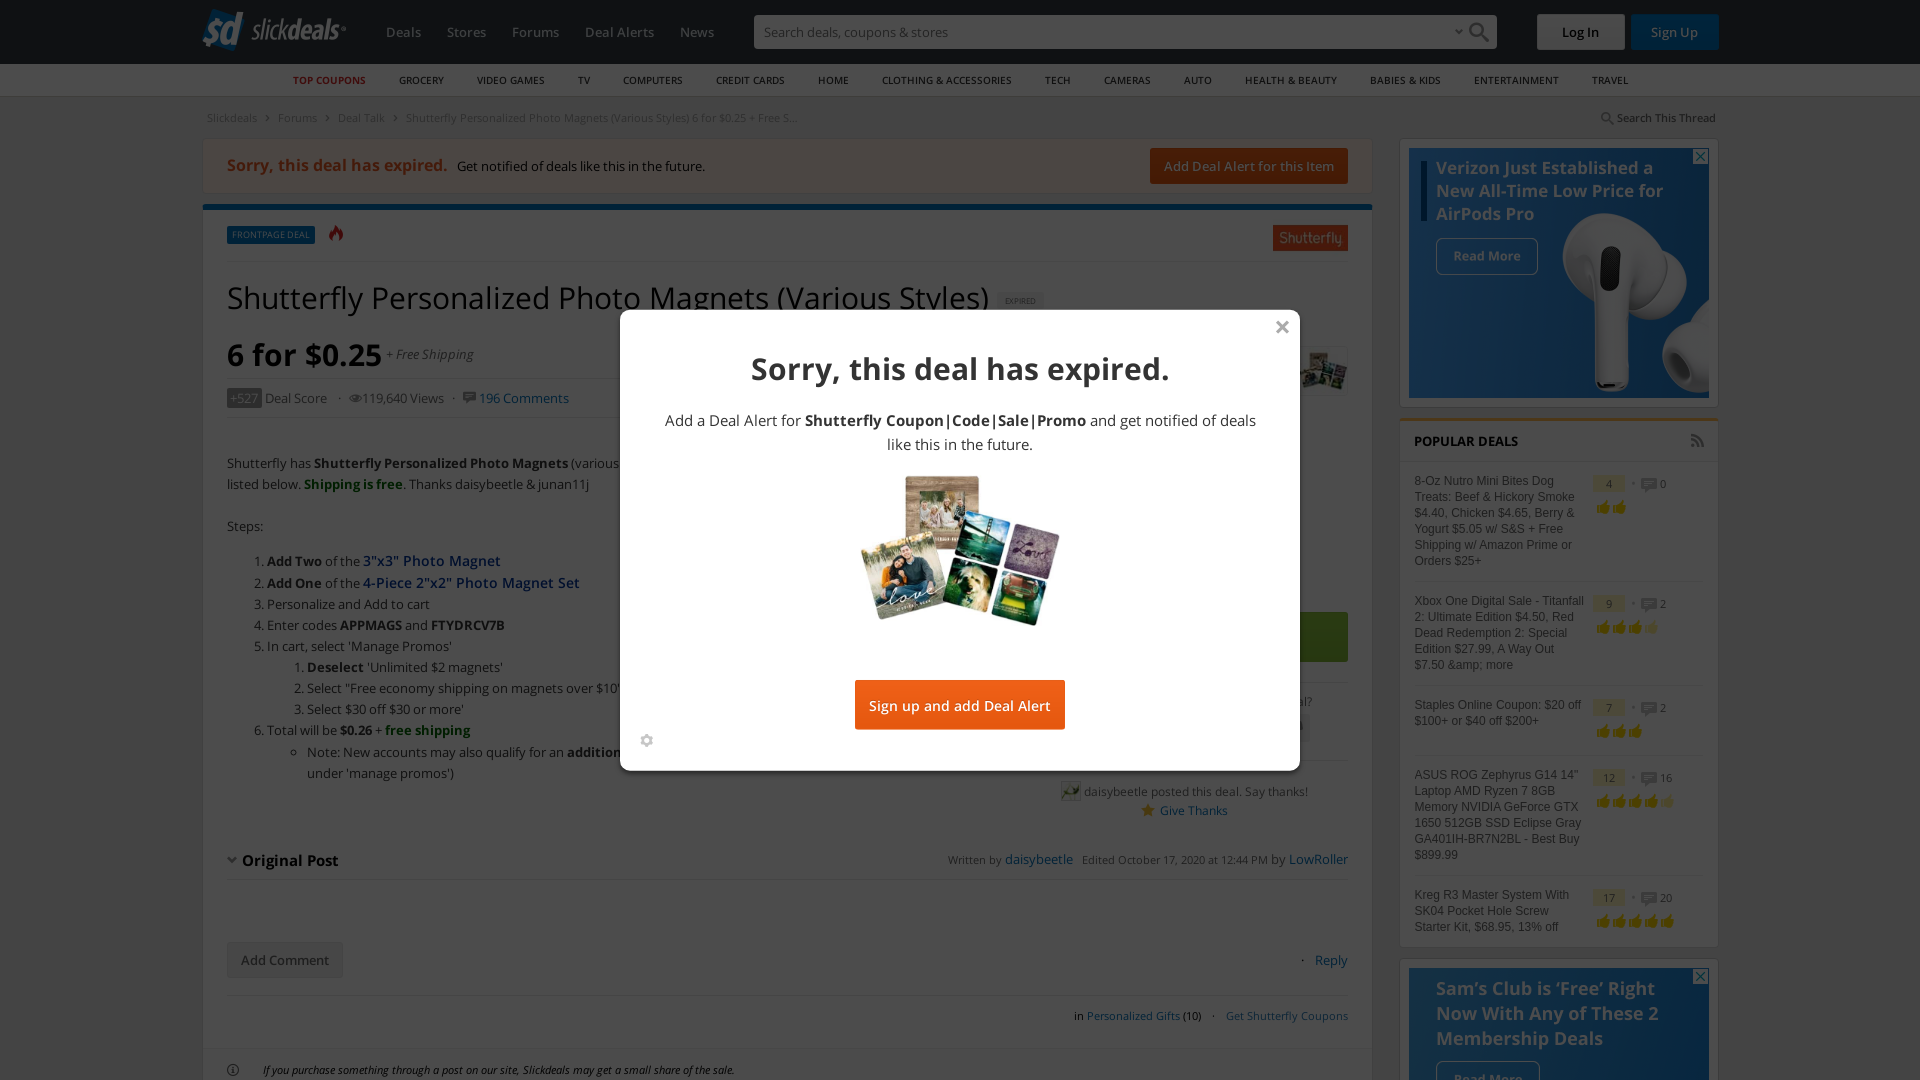 slickdeals
Deals
Stores
Forums
Deal Alerts
News
Search deals, coupons & stores
Log In
Sign Up
TOP COUPONS
GROCERY
VIDEO GAMES
TV
COMPUTERS
CREDIT CARDS
HOME
CLOTHING & ACCESSORIES
TECH
CAMERAS
AUTO
HEALTH & BEAUTY
BABIES & KIDS
ENTERTAINMENT
TRAVEL
Slickdeals > Forums > Deal Talk > Shutterfly Personalized Photo Magnets (Various Styles) 6 for $0.25 + Free S...
Search This Thread
Sorry, this deal has expired. Get notified of deals like this in the future.
Add Deal Alert for this Item
FRONTPAGE DEAL
Shutterfly
Shutterfly Personalized Photo Magnets (Various Styles) EXPIRED
6 for $0.25 + Free Shipping
+527 Deal Score · 119,640 Views · 196 Comments
Shutterfly has Shutterfly Personalized Photo Magnets (various
listed below. Shipping is free. Thanks daisybeetle & junan11j
Steps:
1. Add Two of the 3"x3" Photo Magnet
2. Add One of the 4-Piece 2"x2" Photo Magnet Set
3. Personalize and Add to cart
4. Enter codes APPMAGS and FTYDRCV7B
5. In cart, select 'Manage Promos'
1. Deselect 'Unlimited $2 magnets'
2. Select "Free economy shipping on magnets over $10"
3. Select $30 off $30 or more'
6. Total will be $0.26 + free shipping
Note: New accounts may also qualify for an addition
under 'manage promos')
Sorry, this deal has expired.
Add a Deal Alert for Shutterfly Coupon|Code|Sale|Promo and get notified of deals
like this in the future.
love
Sign up and add Deal Alert
daisybeetle posted this deal. Say thanks!
Give Thanks
Original Post
Written by daisybeetle Edited October 17, 2020 at 12:44 PM by LowRoller
Add Comment
· Reply
in Personalized Gifts (10) · Get Shutterfly Coupons
If you purchase something through a post on our site, Slickdeals may get a small share of the sale.
Verizon Just Established a
New All-Time Low Price for
AirPods Pro
Read More
POPULAR DEALS
8-Oz Nutro Mini Bites Dog
Treats: Beef & Hickory Smoke
$4.40, Chicken $4.65, Berry &
Yogurt $5.05 w/ S&S + Free
Shipping w/ Amazon Prime or
Orders $25+
4 · 0
Xbox One Digital Sale - Titanfall
2: Ultimate Edition $4.50, Red
Dead Redemption 2: Special
Edition $27.99, A Way Out
$7.50 &amp; more
9 · 2
Staples Online Coupon: $20 off
$100+ or $40 off $200+
7 · 2
ASUS ROG Zephyrus G14 14"
Laptop AMD Ryzen 7 8GB
Memory NVIDIA GeForce GTX
1650 512GB SSD Eclipse Gray
GA401IH-BR7N2BL - Best Buy
$899.99
12 · 16
Kreg R3 Master System With
SK04 Pocket Hole Screw
Starter Kit, $68.95, 13% off
17 · 20
Sam's Club is 'Free' Right
Now With Any of These 2
Membership Deals
Read More